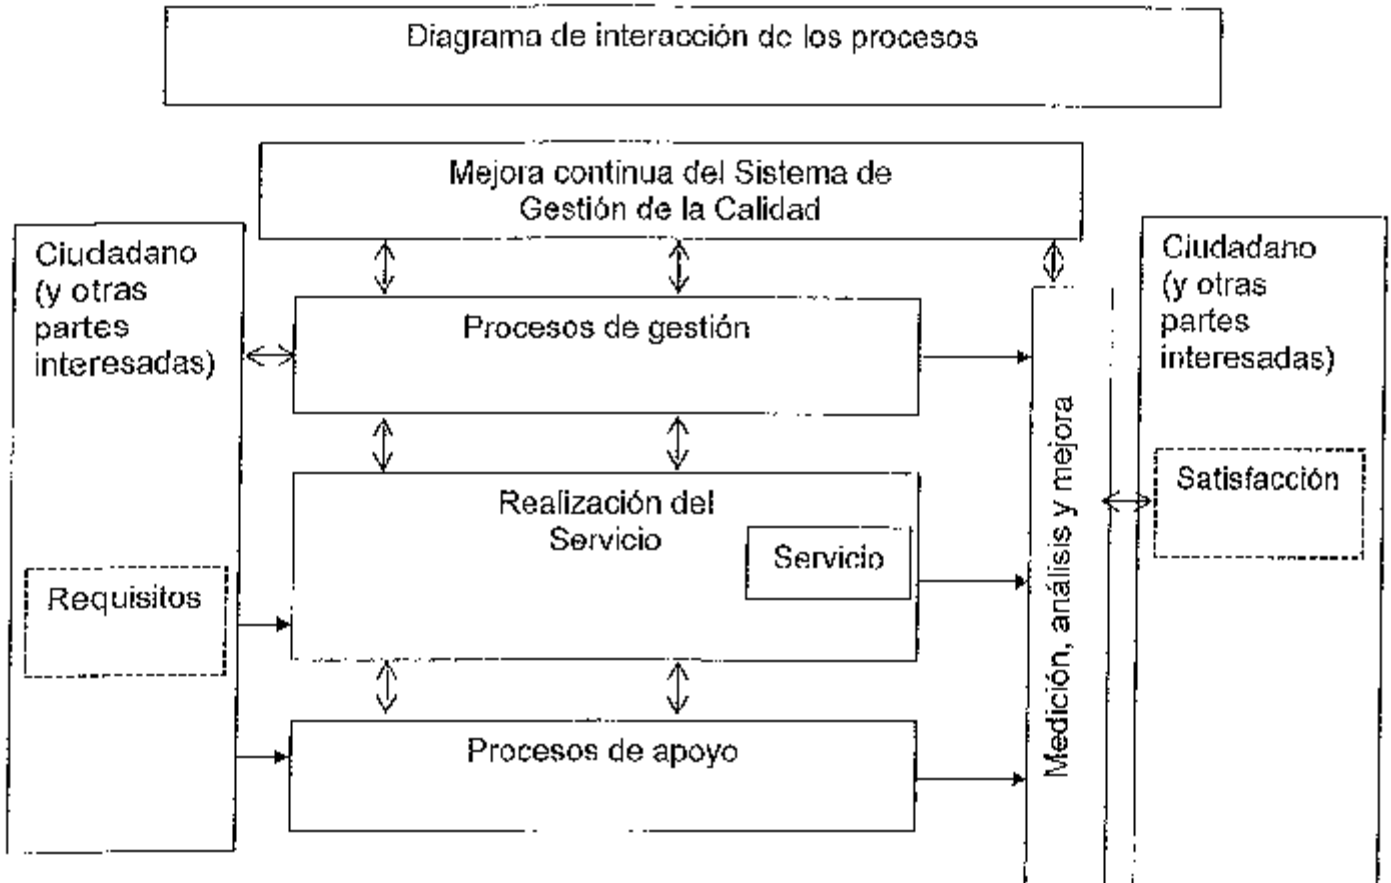 Diagrama de interacción de los procesos
Mejora continua del Sistema de
Gestión de la Calidad
Ciudadano
(y otras
partes
interesadas)
Requisitos
Procesos de gestión
Realización del
Servicio
Servicio
Procesos de apoyo
Medición, análisis y mejora
Ciudadano
(y otras
partes
interesadas)
Satisfacción